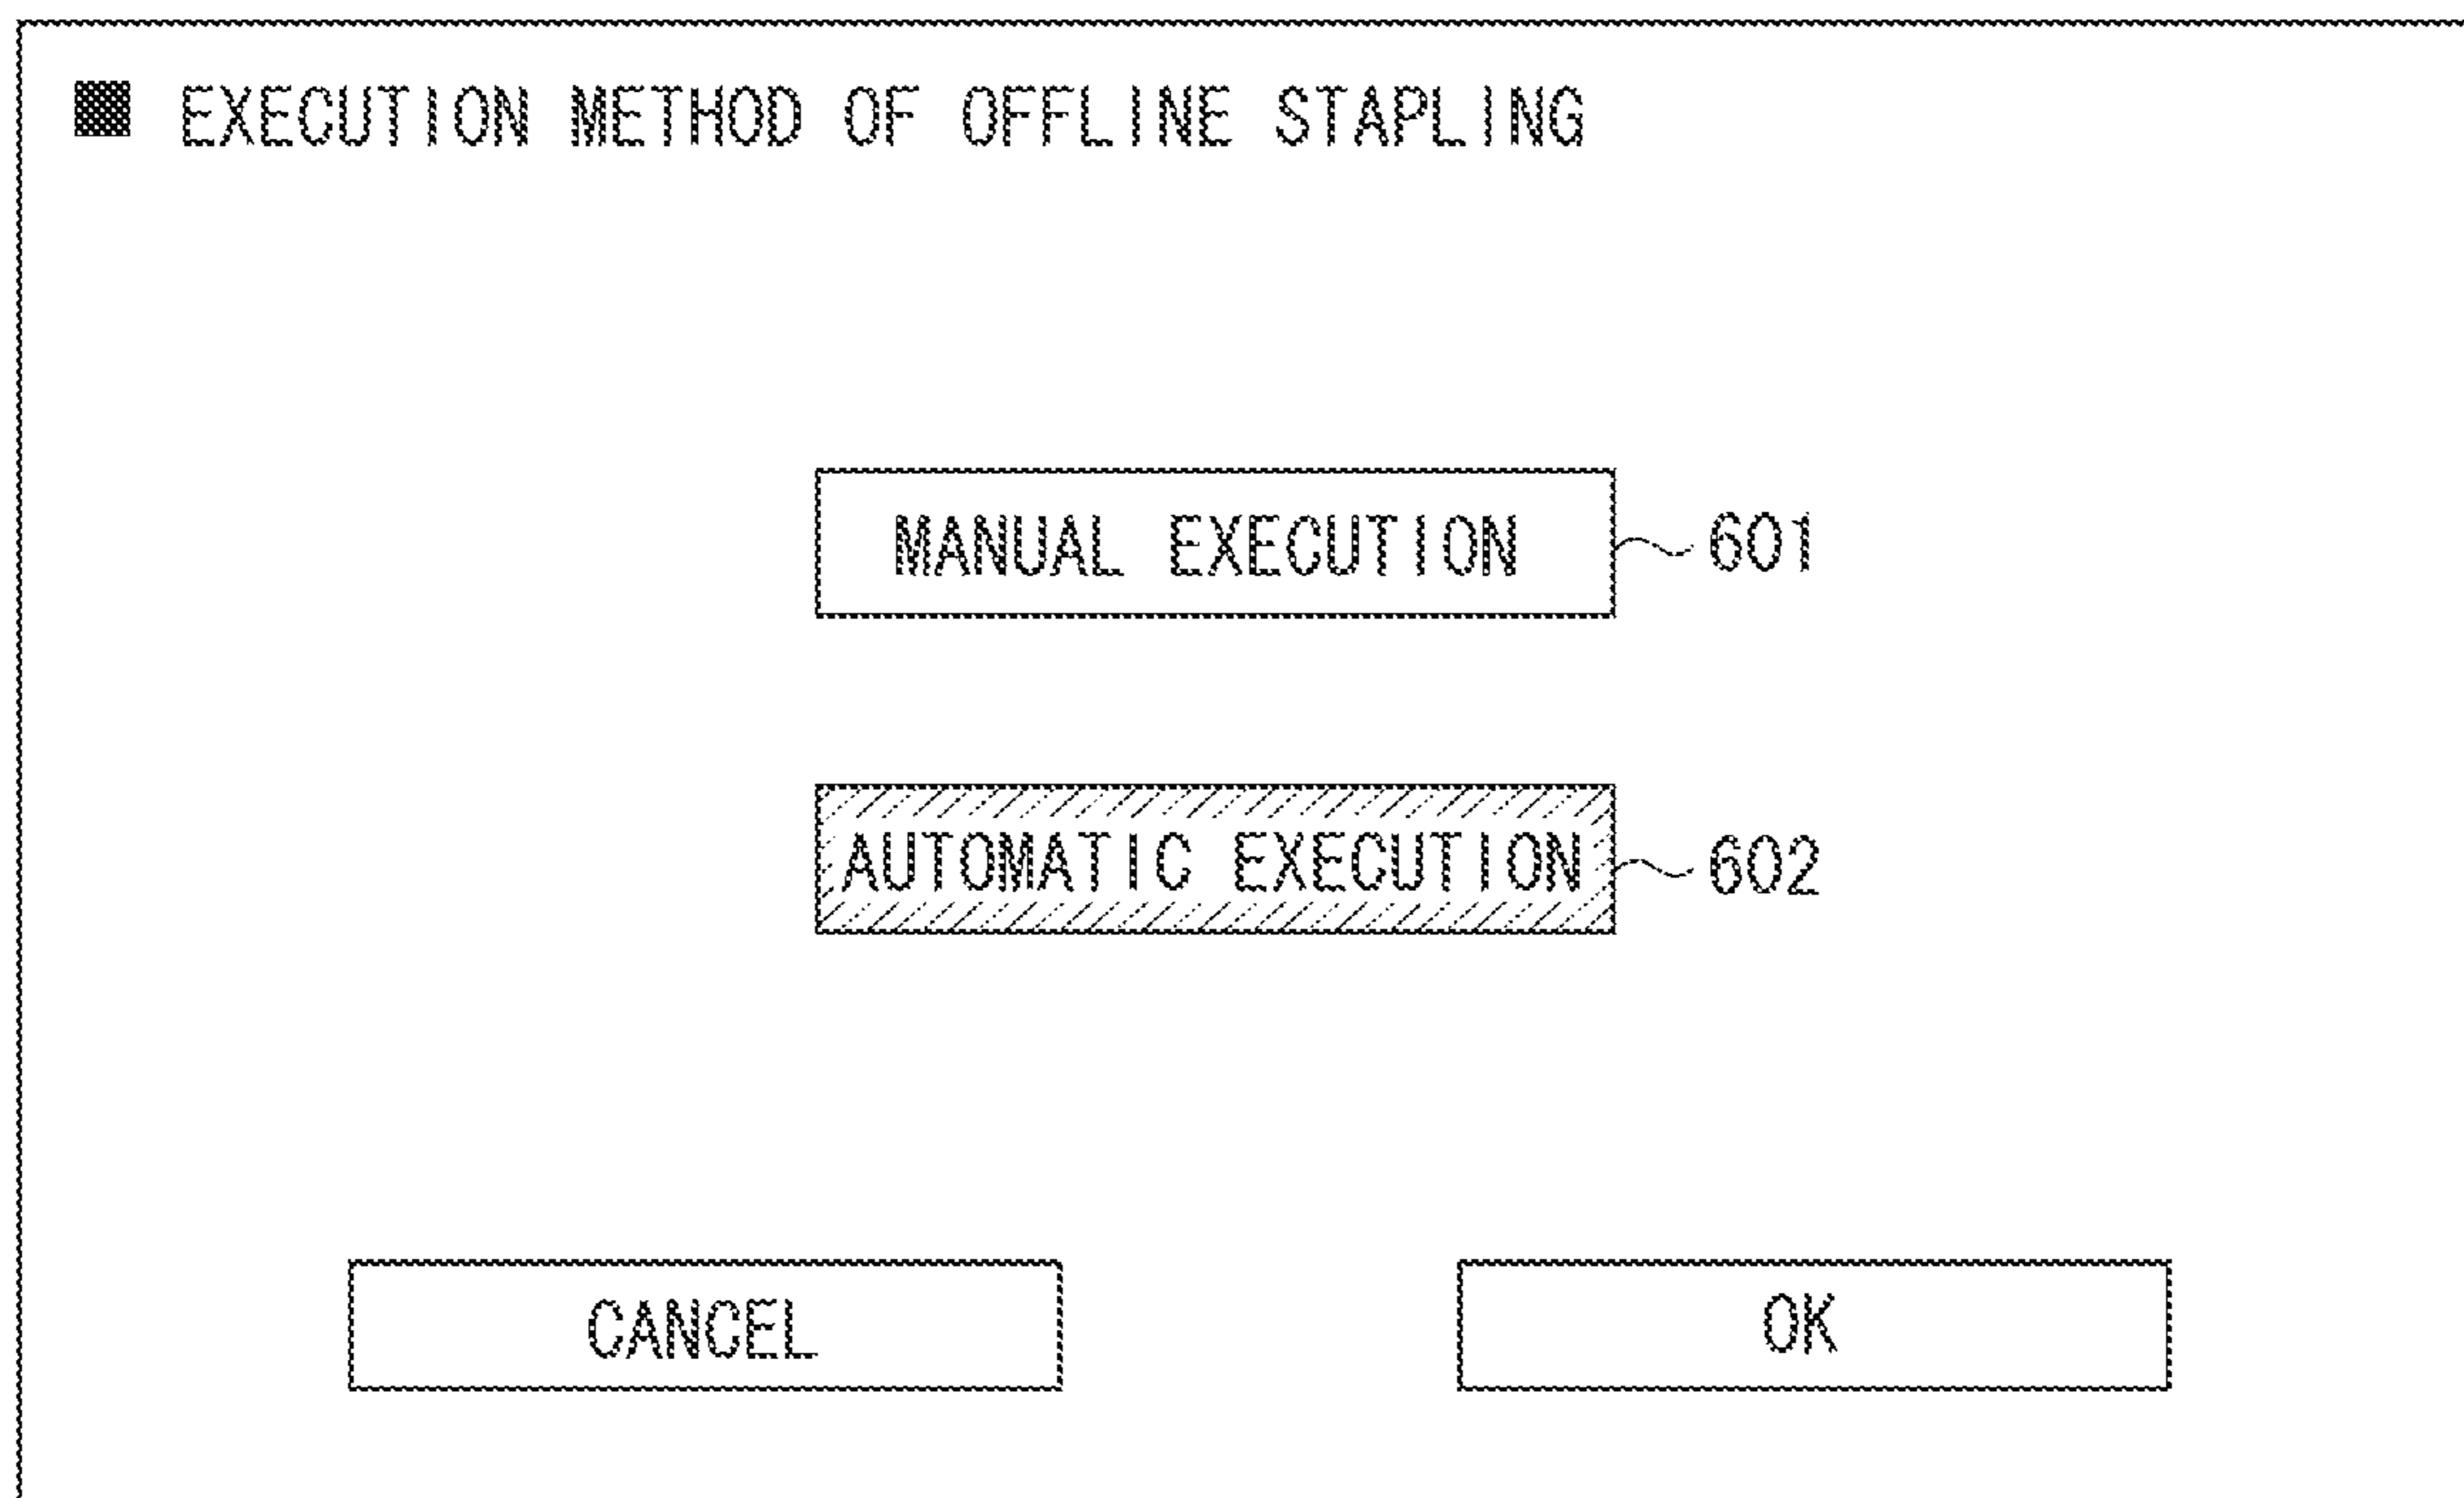 ■ EXECUTION METHOD OF OFFLINE STAPLING
MANUAL EXECUTION 601
AUTOMATIC EXECUTION 602
CANCEL OK